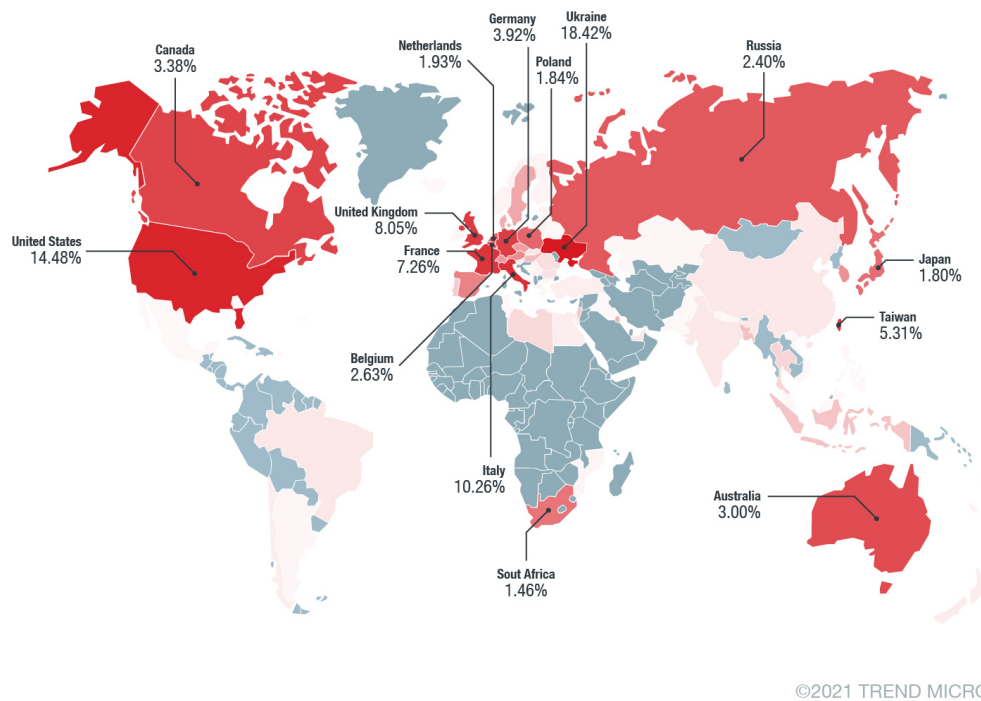 Ukraine
18.42%
Germany
3.92%
Netherlands
1.93%
Poland
1.84%
Russia
2.40%
Canada
3.38%
United Kingdom
8.05%
United States
14.48%
France
7.26%
Japan
1.80%
Taiwan
5.31%
Belgium
2.63%
Italy
10.26%
Australia
3.00%
Sout Africa
1.46%
©2021 TREND MICRO